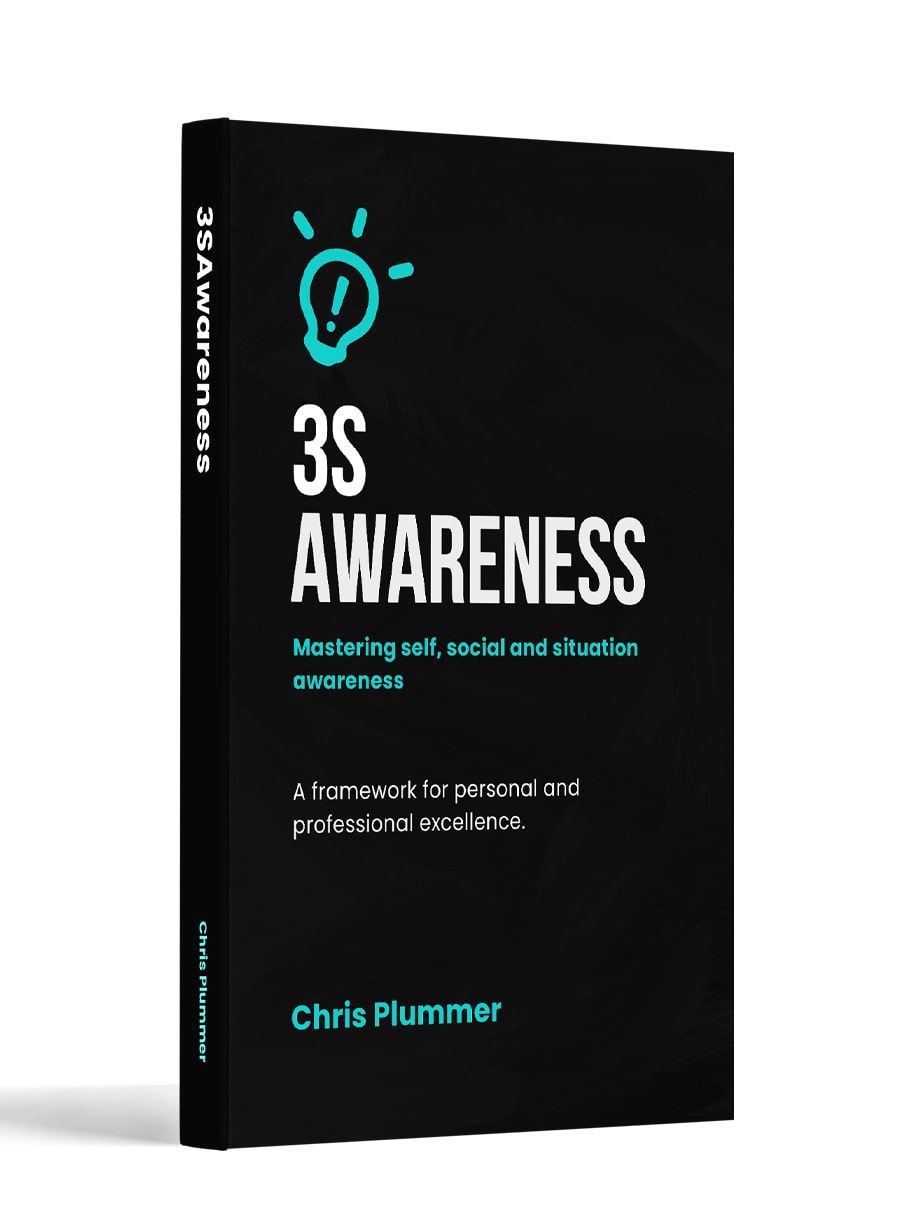 3SAwareness
Chris Plummer
3S
AWARENESS
Mastering self, social and situation
awareness
A framework for personal and
professional excellence.
Chris Plummer